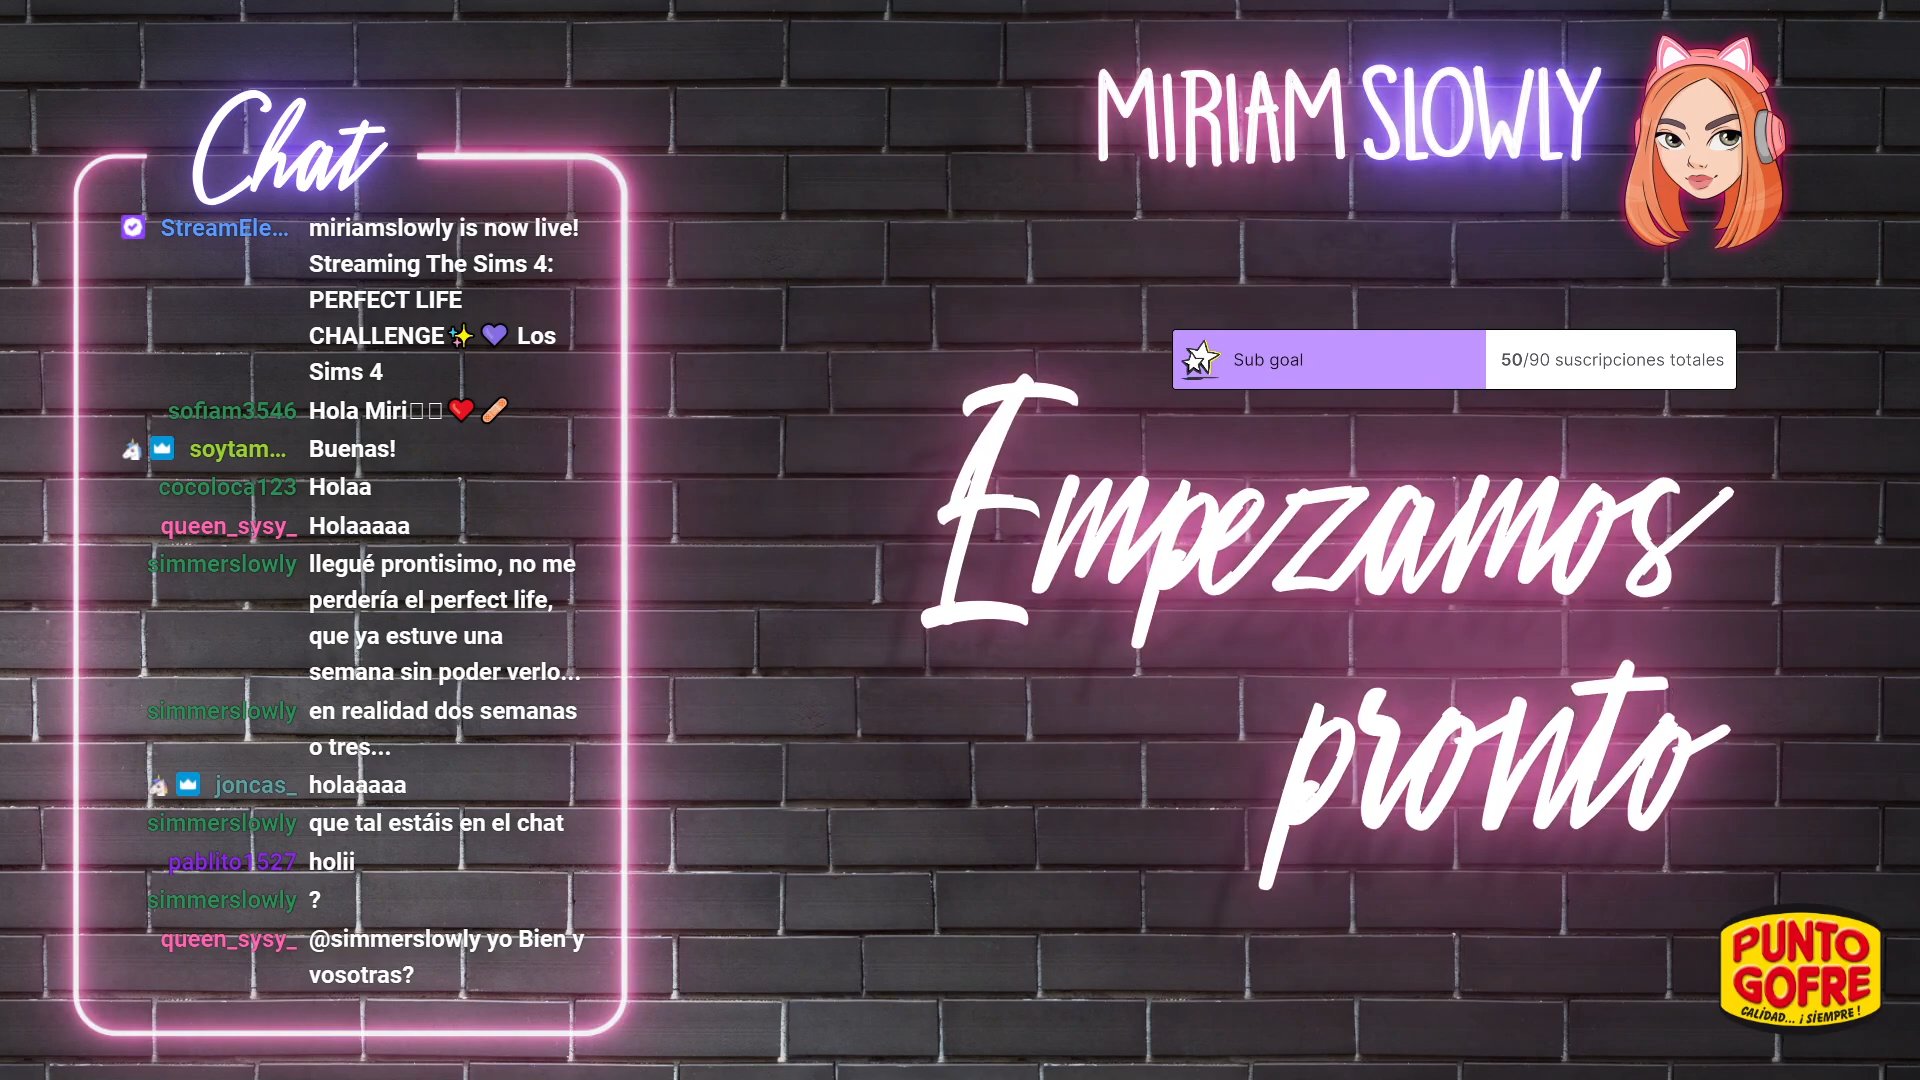 Chat
StreamEle... miriamslowly is now live!
Streaming The Sims 4:
PERFECT LIFE
CHALLENGE✨💜 Los
Sims 4
sofiam3546 Hola Miri❤️🩹
soytam... Buenas!
cocoloca123 Holaa
queen_sysy_ Holaaaaa
simmerslowly llegué prontisimo, no me
perdería el perfect life,
que ya estuve una
semana sin poder verlo...
simmerslowly en realidad dos semanas
o tres...
joncas_ holaaaaa
simmerslowly que tal estáis en el chat
pablito1527 holii
simmerslowly ?
queen_sysy_ @simmerslowly yo Bien y
vosotras?
MIRIAM SLOWLY
Sub goal 50/90 suscripciones totales
Empezamos
pronto
PUNTO
GOFRE
CALIDAD... ¡ SIEMPRE !